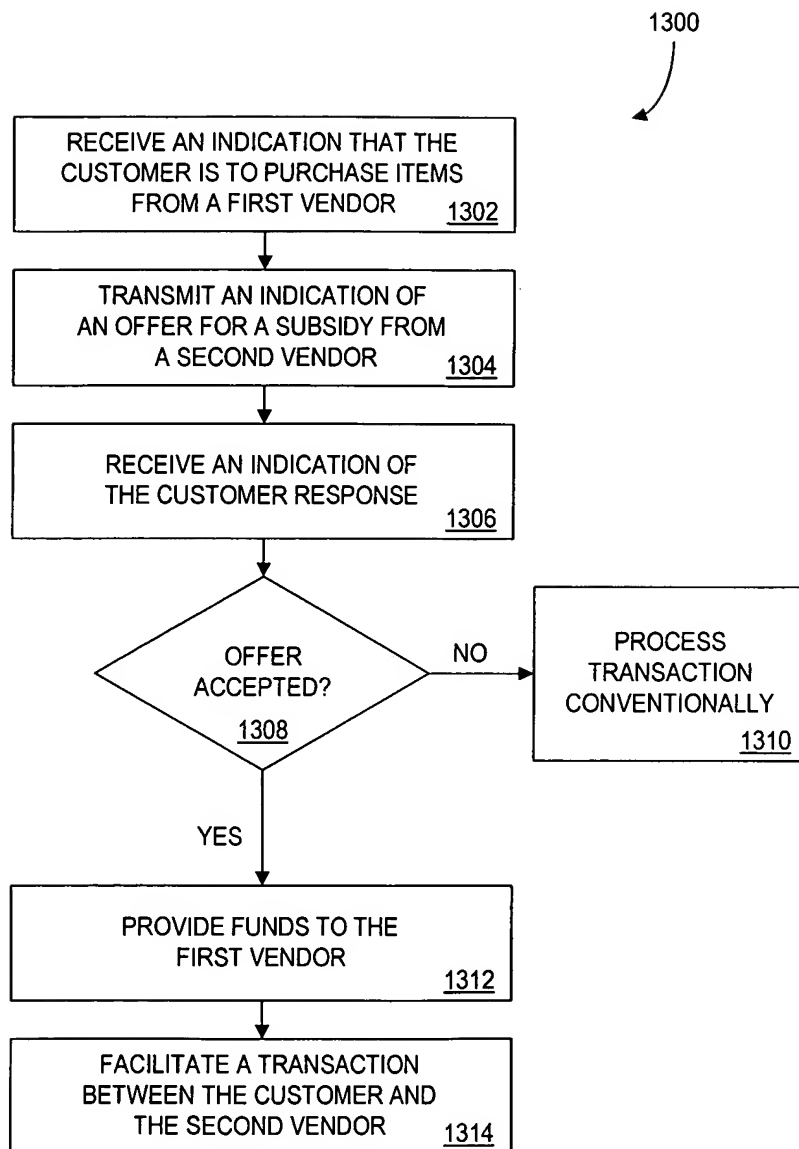 1300
RECEIVE AN INDICATION THAT THE
CUSTOMER IS TO PURCHASE ITEMS
FROM A FIRST VENDOR
1302
TRANSMIT AN INDICATION OF
AN OFFER FOR A SUBSIDY FROM
A SECOND VENDOR
1304
RECEIVE AN INDICATION OF
THE CUSTOMER RESPONSE
1306
OFFER
ACCEPTED?
1308
NO
PROCESS
TRANSACTION
CONVENTIONALLY
1310
YES
PROVIDE FUNDS TO THE
FIRST VENDOR
1312
FACILITATE A TRANSACTION
BETWEEN THE CUSTOMER AND
THE SECOND VENDOR
1314